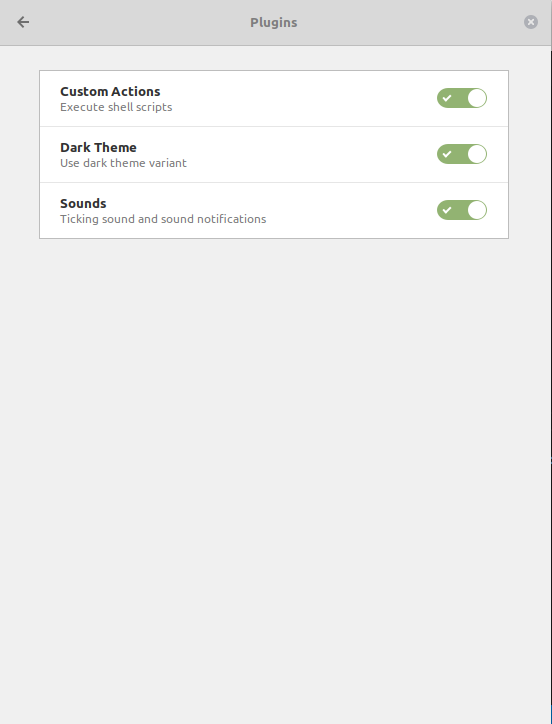 Plugins
Custom Actions
Execute shell scripts
Dark Theme
Use dark theme variant
Sounds
Ticking sound and sound notifications